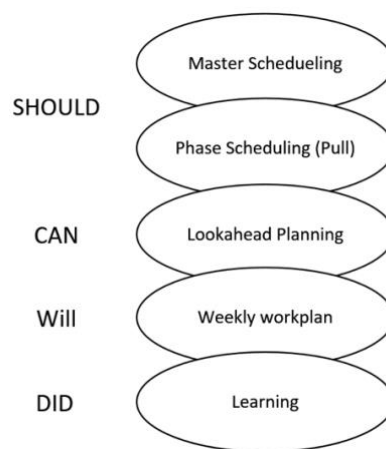 Master Schedueling
SHOULD
Phase Scheduling (Pull)
CAN Lookahead Planning
Will Weekly workplan
DID Learning